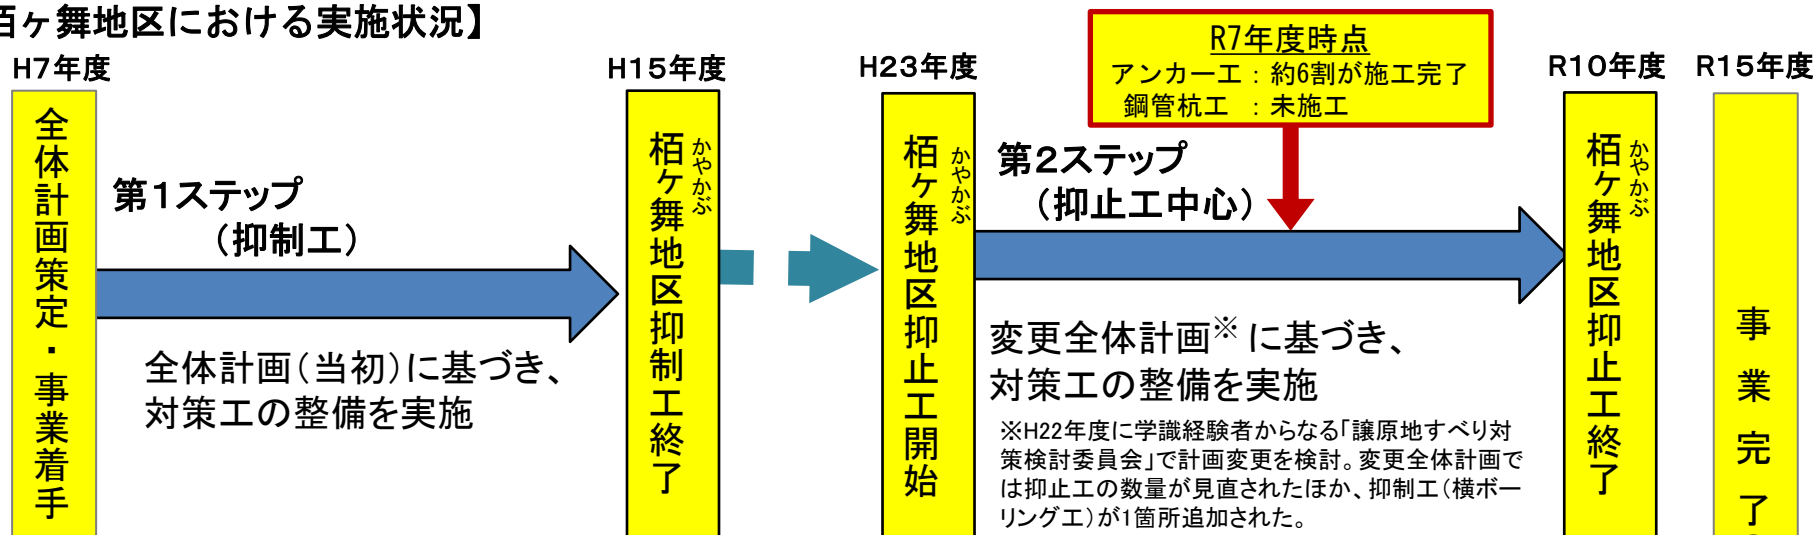 栢ヶ舞地区における実施状況】
H7年度
H15年度
H23年度
R7年度時点
アンカー工：約6割が施工完了
鋼管杭工　：未施工
R10年度
R15年度
全体計画策定・事業着手
第1ステップ
（抑制工）
全体計画（当初）に基づき、
対策工の整備を実施
栢ヶ舞地区抑制工終了
かやかぶ
栢ヶ舞地区抑止工開始
かやかぶ
第2ステップ
（抑止工中心）
変更全体計画※に基づき、
対策工の整備を実施
※H22年度に学識経験者からなる「譲原地すべり対
策検討委員会」で計画変更を検討。変更全体計画で
は抑止工の数量が見直されたほか、抑制工（横ボー
リング工）が1箇所追加された。
栢ヶ舞地区抑止工終了
かやかぶ
事業完了